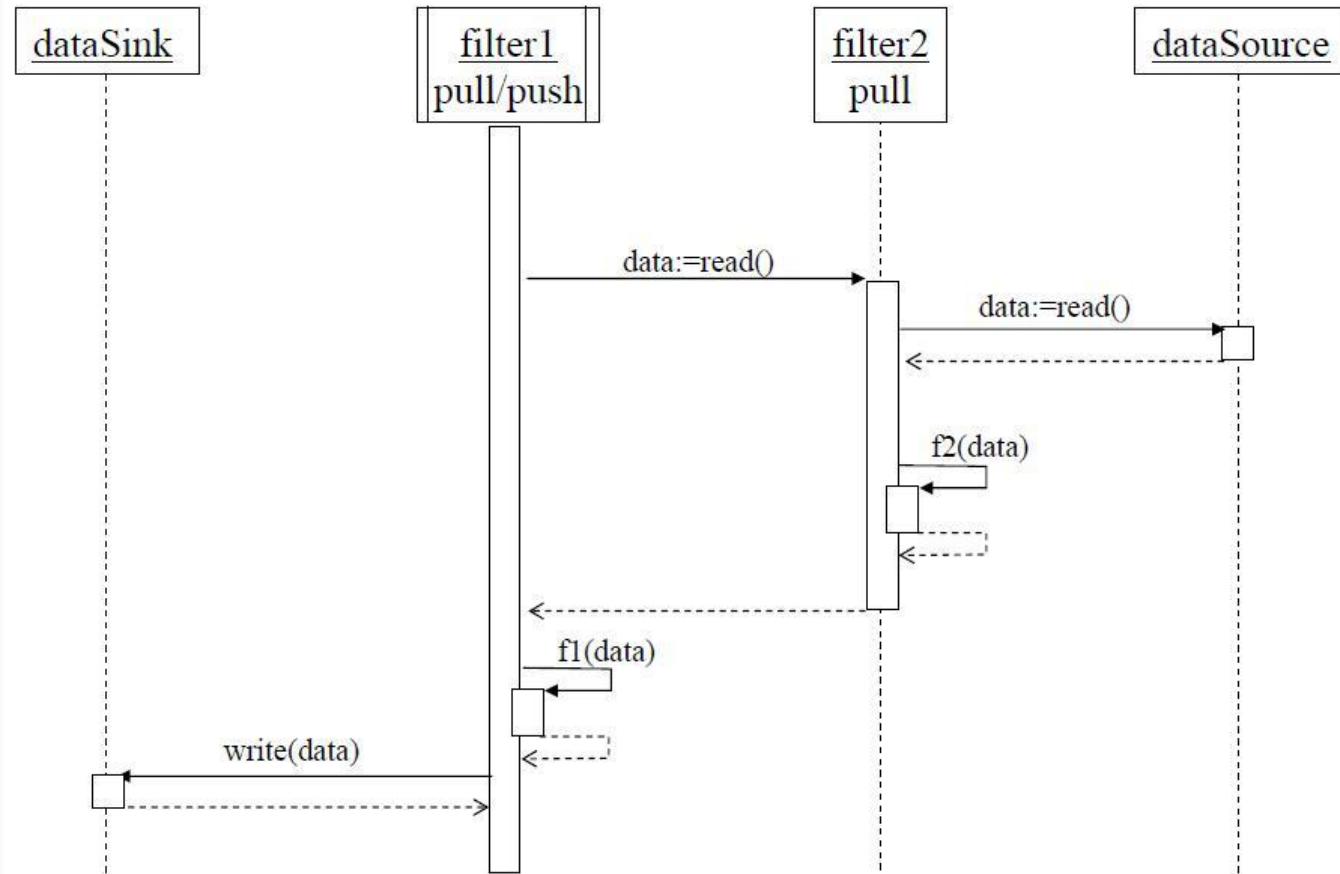 dataSink
filter1
pull/push
filter2
pull
dataSource
data:=read()
data:=read()
f2(data)
f1(data)
write(data)